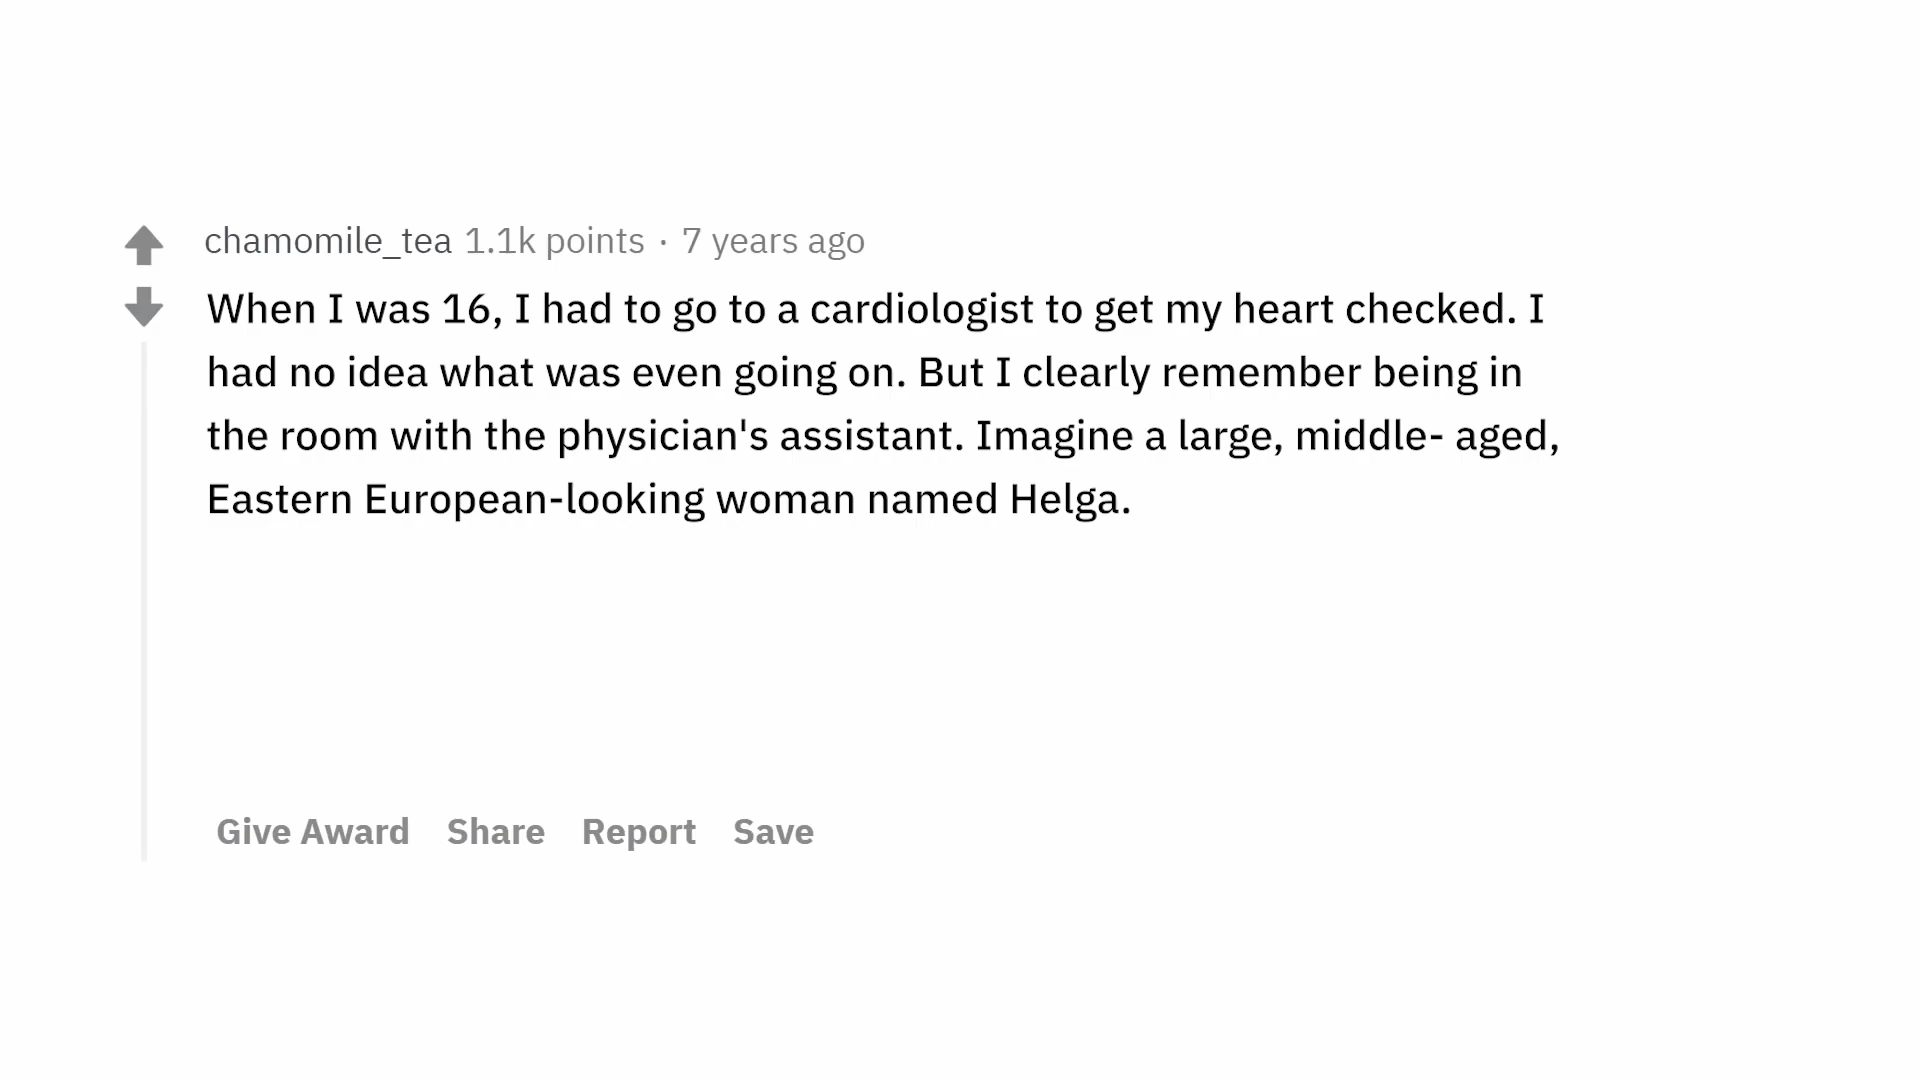 chamomile_tea 1.1k points · 7 years ago
When I was 16, I had to go to a cardiologist to get my heart checked. I
had no idea what was even going on. But I clearly remember being in
the room with the physician's assistant. Imagine a large, middle- aged,
Eastern European-looking woman named Helga.
Give Award Share Report Save